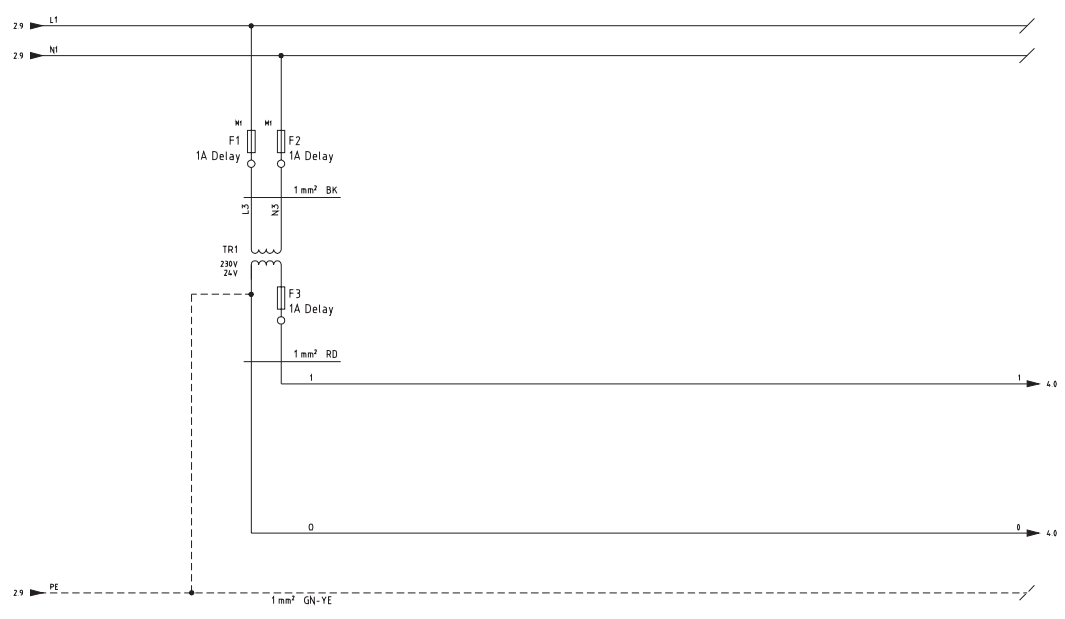 2.9 L1
2.9 N1
M1 M1
F1 F2
1A Delay 1A Delay
1 mm² BK
L3 N3
TR1
230V
24V
F3
1A Delay
1 mm² RD
1 1 4.0
0 0 4.0
2.9 PE
1 mm² GN-YE